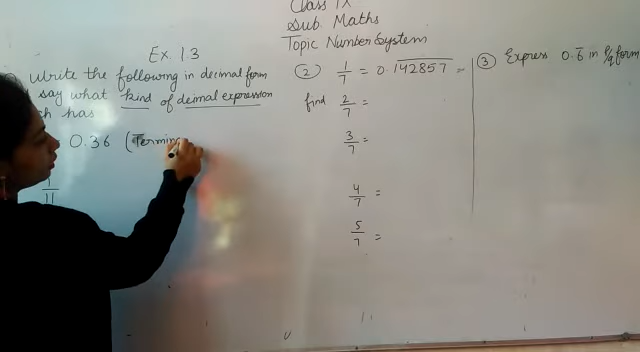 Class IX
Sub. Maths
Topic Number System
Ex. 1.3
Write the following in decimal form
say what kind of decimal expression
ch has
0.36 (Termin
1/11
② 1/7 = 0.142857 =
find 2/7 =
3/7 =
4/7 =
5/7 =
③ Express 0.6̅ in P/q form